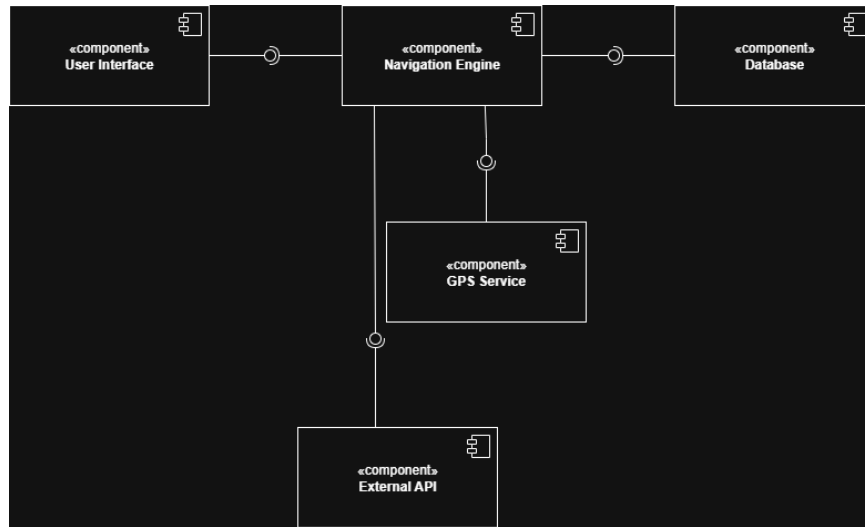 «component»
User Interface
«component»
Navigation Engine
«component»
Database
«component»
GPS Service
«component»
External API